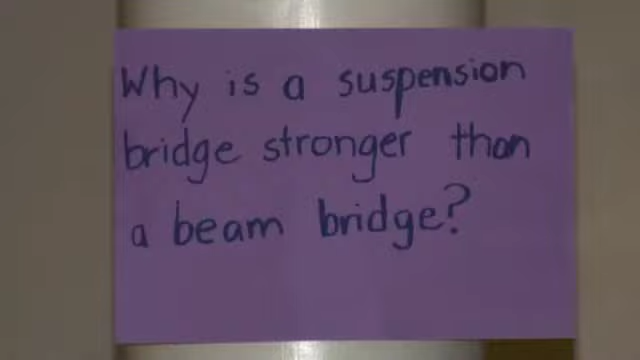 Why is a suspension
bridge stronger than
a beam bridge?